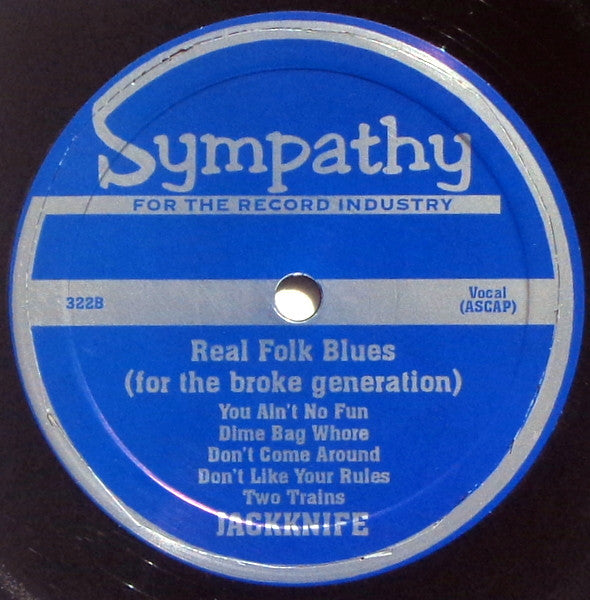 Sympathy
FOR THE RECORD INDUSTRY
322B
Vocal
(ASCAP)
Real Folk Blues
(for the broke generation)
You Ain't No Fun
Dime Bag Whore
Don't Come Around
Don't Like Your Rules
Two Trains
JACKKNIFE